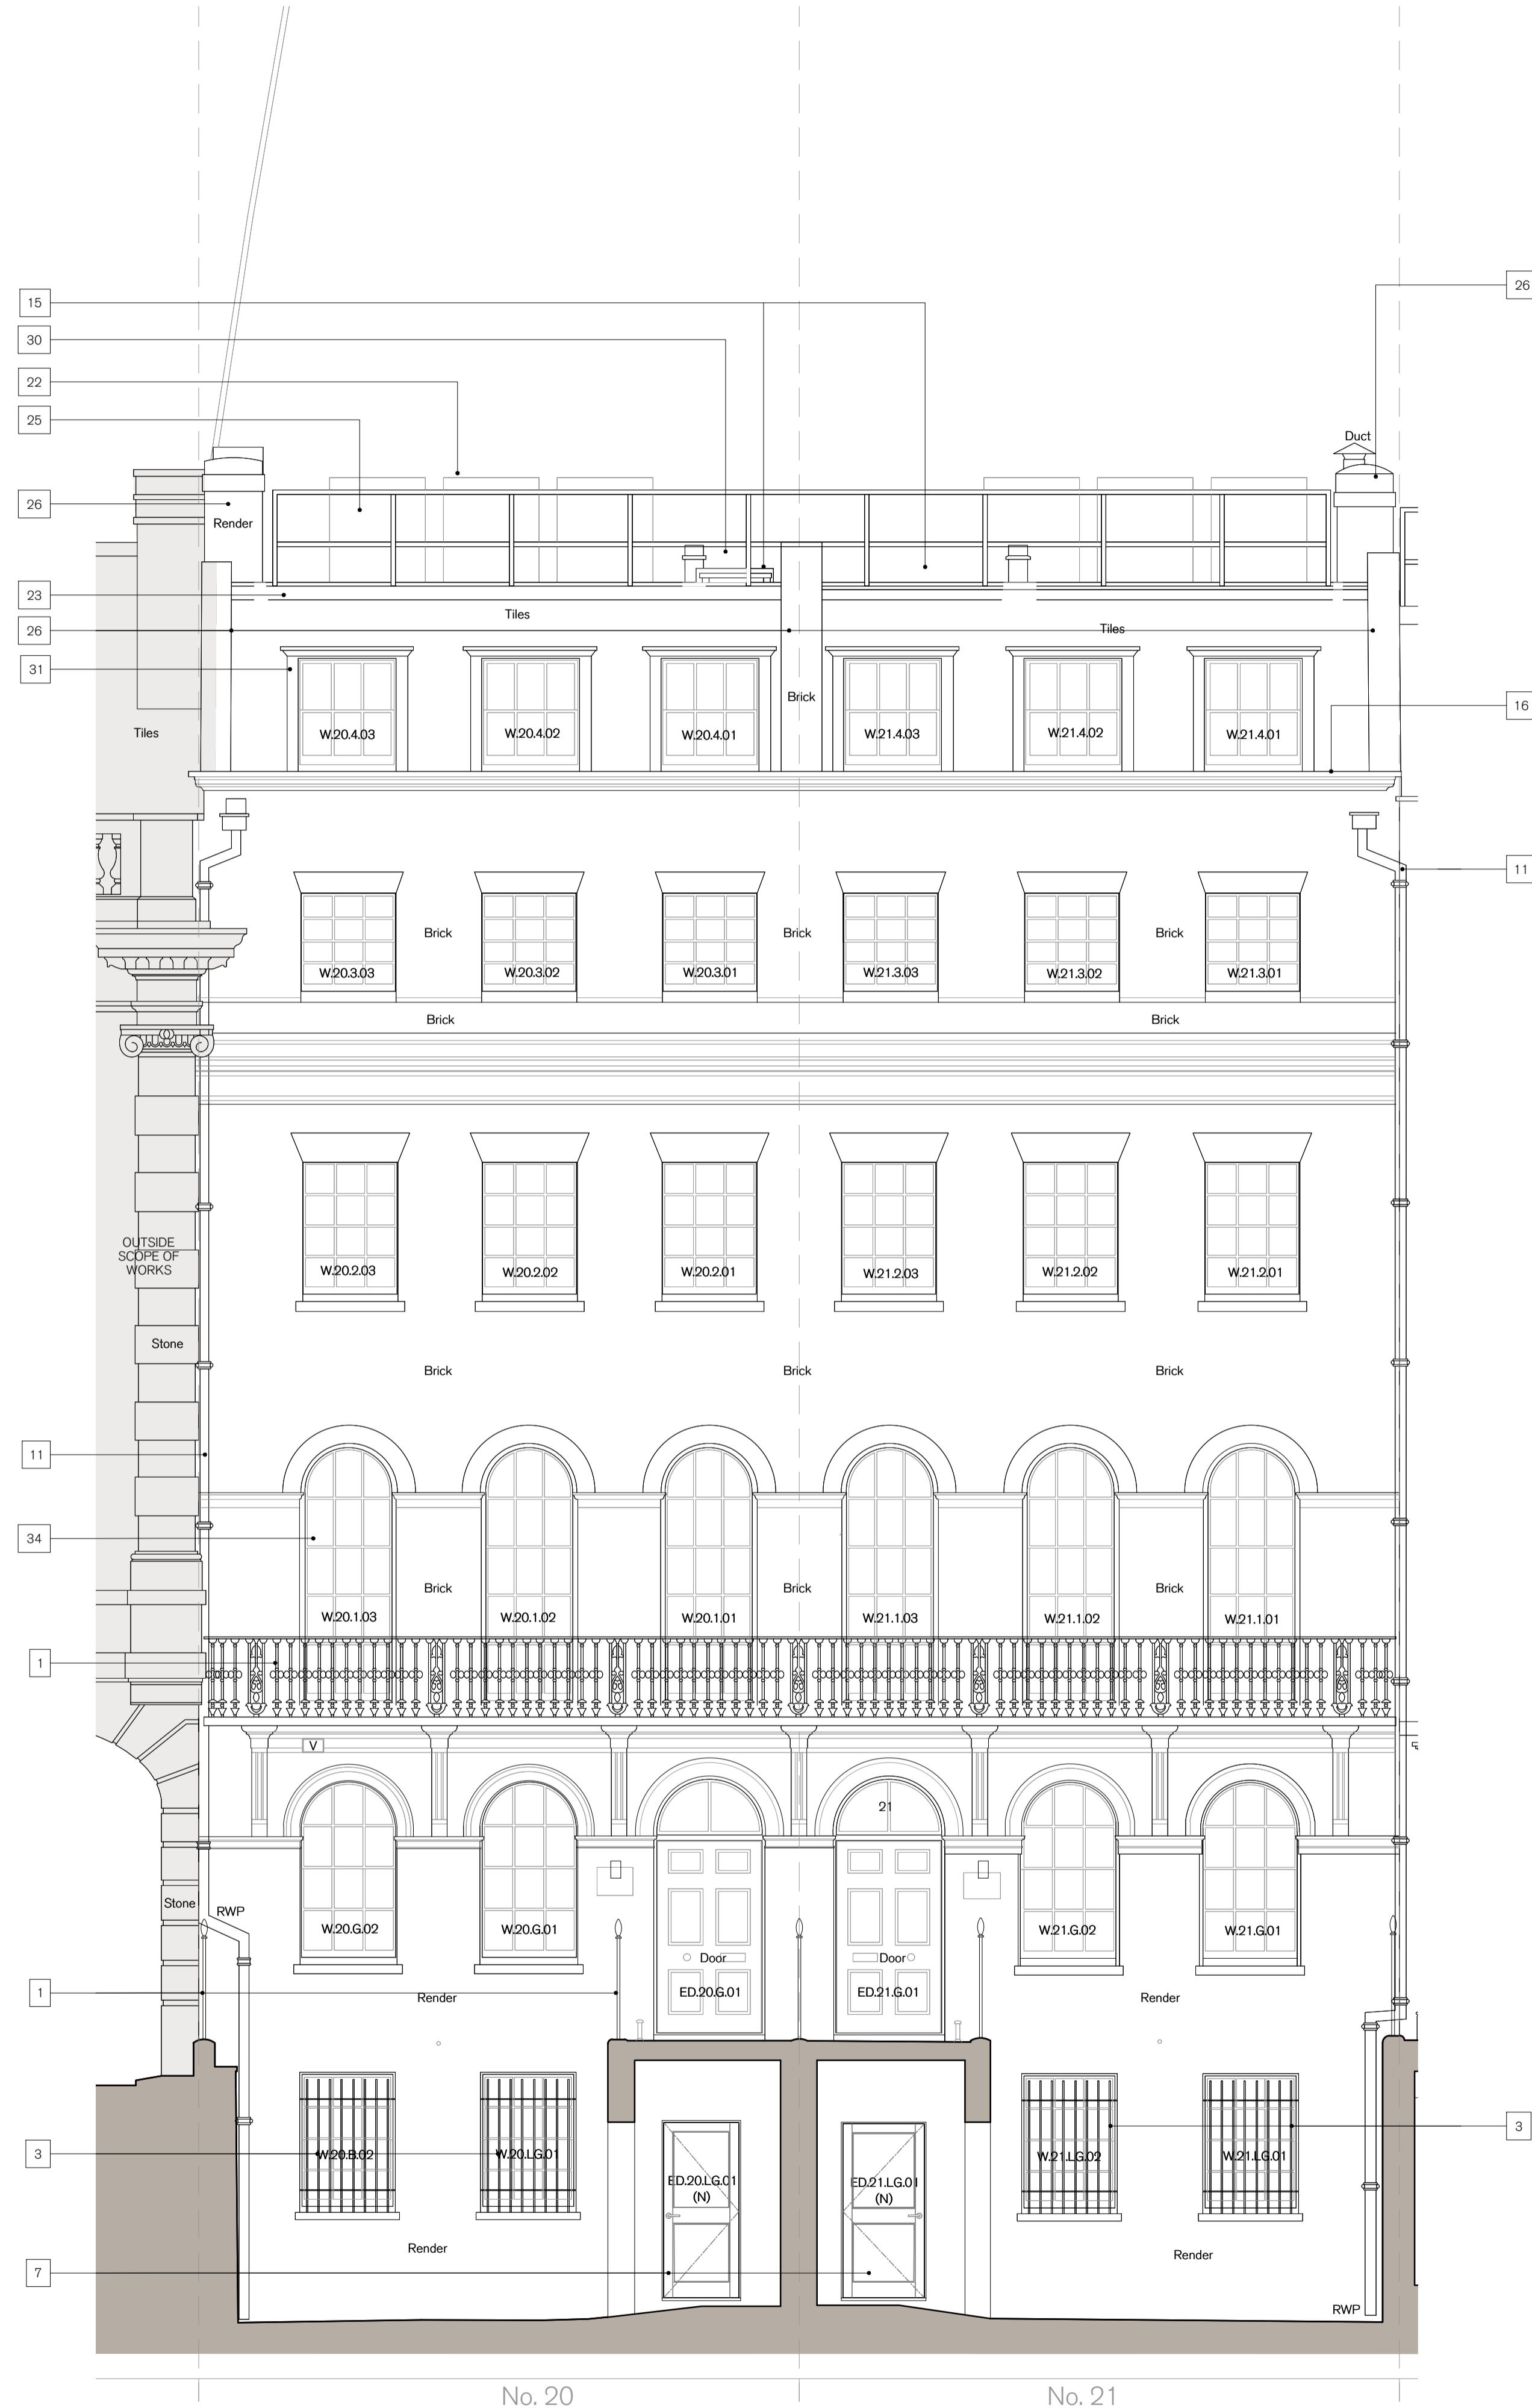 26
15
30
22
25
Duct
26
Render
23
Tiles
26
Tiles
31
Brick
16
Tiles
W.20.4.03
W.20.4.02
W.20.4.01
W.21.4.03
W.21.4.02
W.21.4.01
11
Brick
Brick
Brick
W.20.3.03
W.20.3.02
W.20.3.01
W.21.3.03
W.21.3.02
W.21.3.01
Brick
Brick
OUTSIDE
SCOPE OF
WORKS
W.20.2.03
W.20.2.02
W.20.2.01
W.21.2.03
W.21.2.02
W.21.2.01
Stone
Brick
Brick
Brick
11
34
Brick
Brick
Brick
W.20.1.03
W.20.1.02
W.20.1.01
W.21.1.03
W.21.1.02
W.21.1.01
1
V
21
Stone
RWP
W.20.G.02
W.20.G.01
W.21.G.02
W.21.G.01
Door
Door
1
ED.20.G.01
ED.21.G.01
Render
Render
3
3
W.20.B.02
W.20.LG.01
W.21.LG.02
W.21.LG.01
ED.20.LG.01
(N)
ED.21.LG.01
(N)
Render
Render
7
RWP
No. 20
No. 21